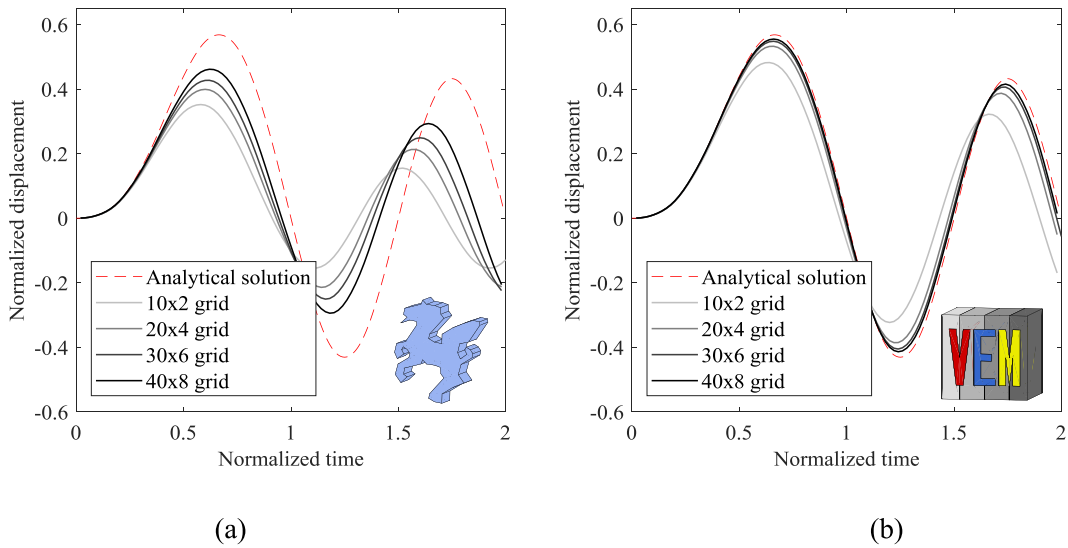 0.6
0.4
0.2
0
-0.2
-0.4
-0.6
Normalized displacement
Analytical solution
10x2 grid
20x4 grid
30x6 grid
40x8 grid
0
0.5
1
1.5
2
Normalized time
(a)
0.6
0.4
0.2
0
-0.2
-0.4
-0.6
Normalized displacement
Analytical solution
10x2 grid
20x4 grid
30x6 grid
40x8 grid
VEM
0
0.5
1
1.5
2
Normalized time
(b)